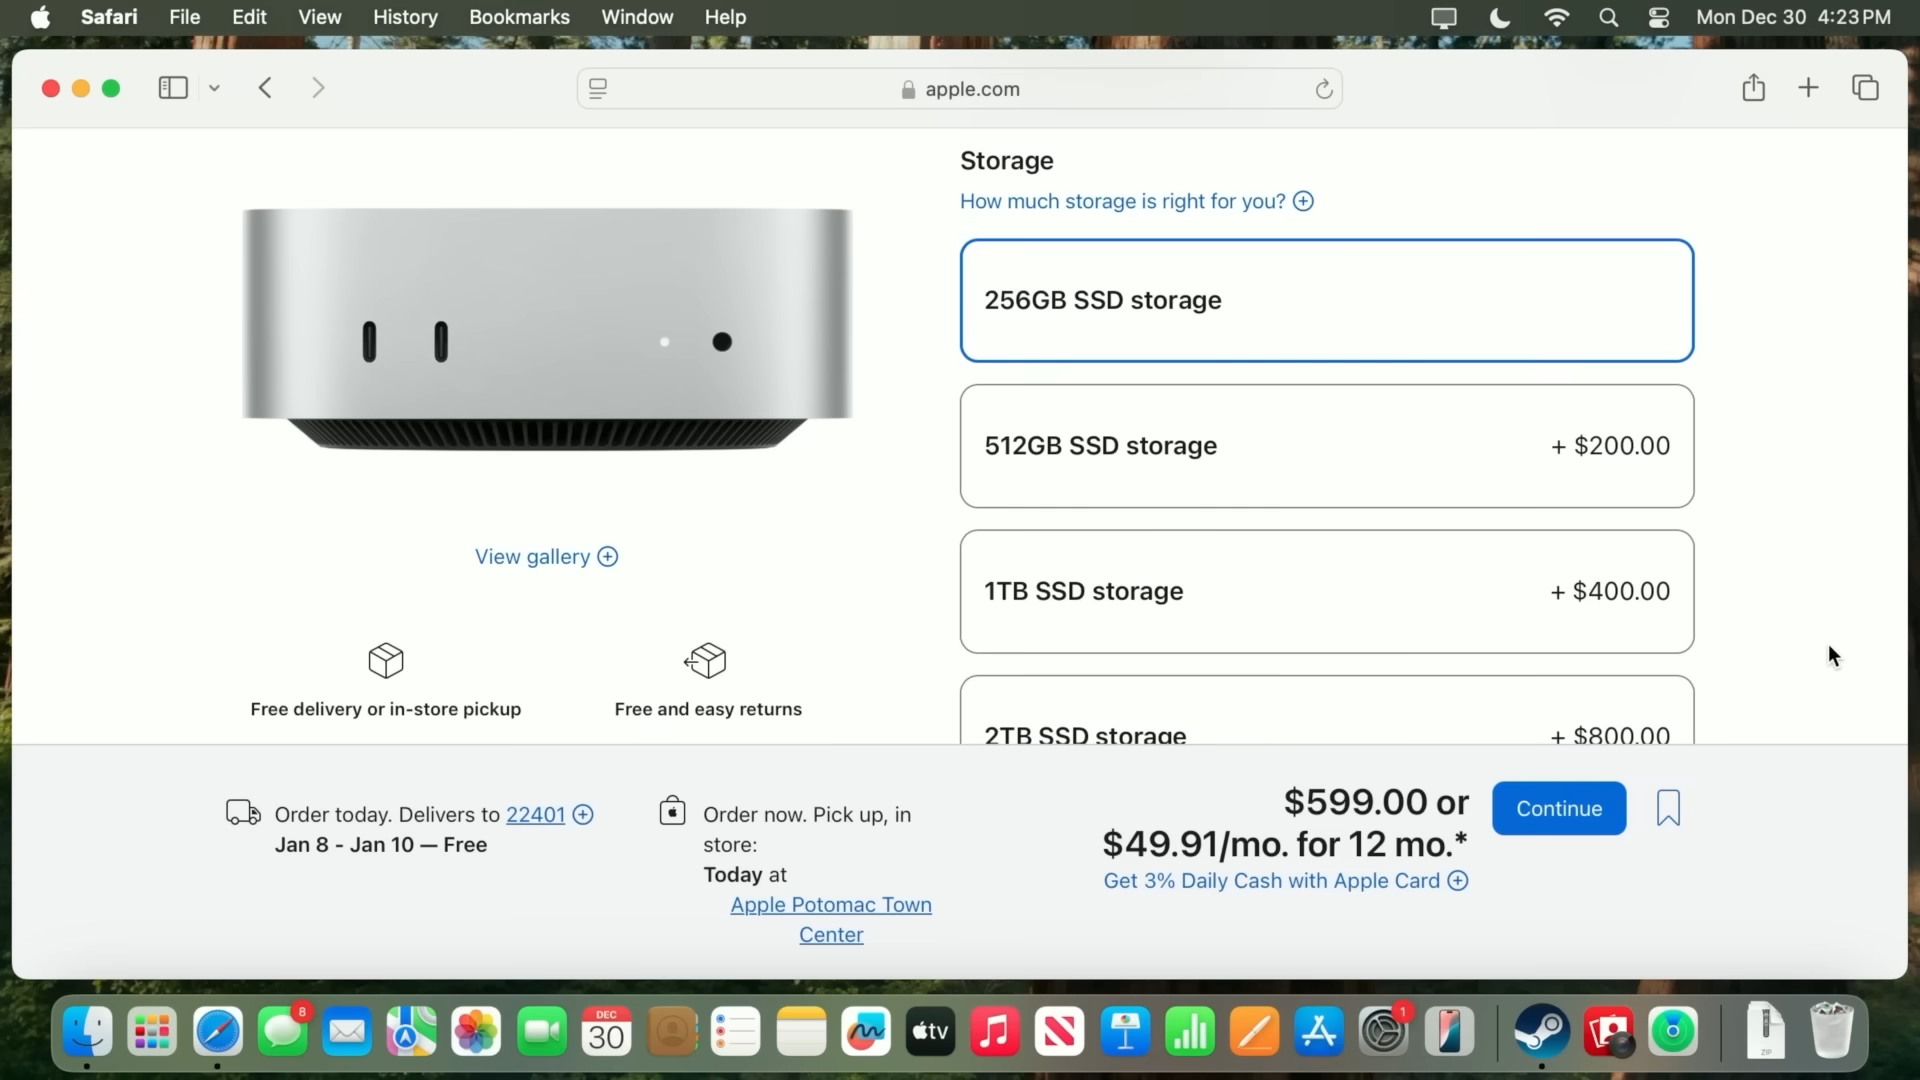 Safari File Edit View History Bookmarks Window Help
Mon Dec 30 4:23 PM
apple.com
Storage
How much storage is right for you?
256GB SSD storage
512GB SSD storage + $200.00
1TB SSD storage + $400.00
2TB SSD storage + $800.00
View gallery
Free delivery or in-store pickup
Free and easy returns
Order today. Delivers to 22401
Jan 8 - Jan 10 — Free
Order now. Pick up, in
store:
Today at
Apple Potomac Town
Center
$599.00 or
$49.91/mo. for 12 mo.*
Get 3% Daily Cash with Apple Card
Continue
8
DEC
30
tv
1
ZIP